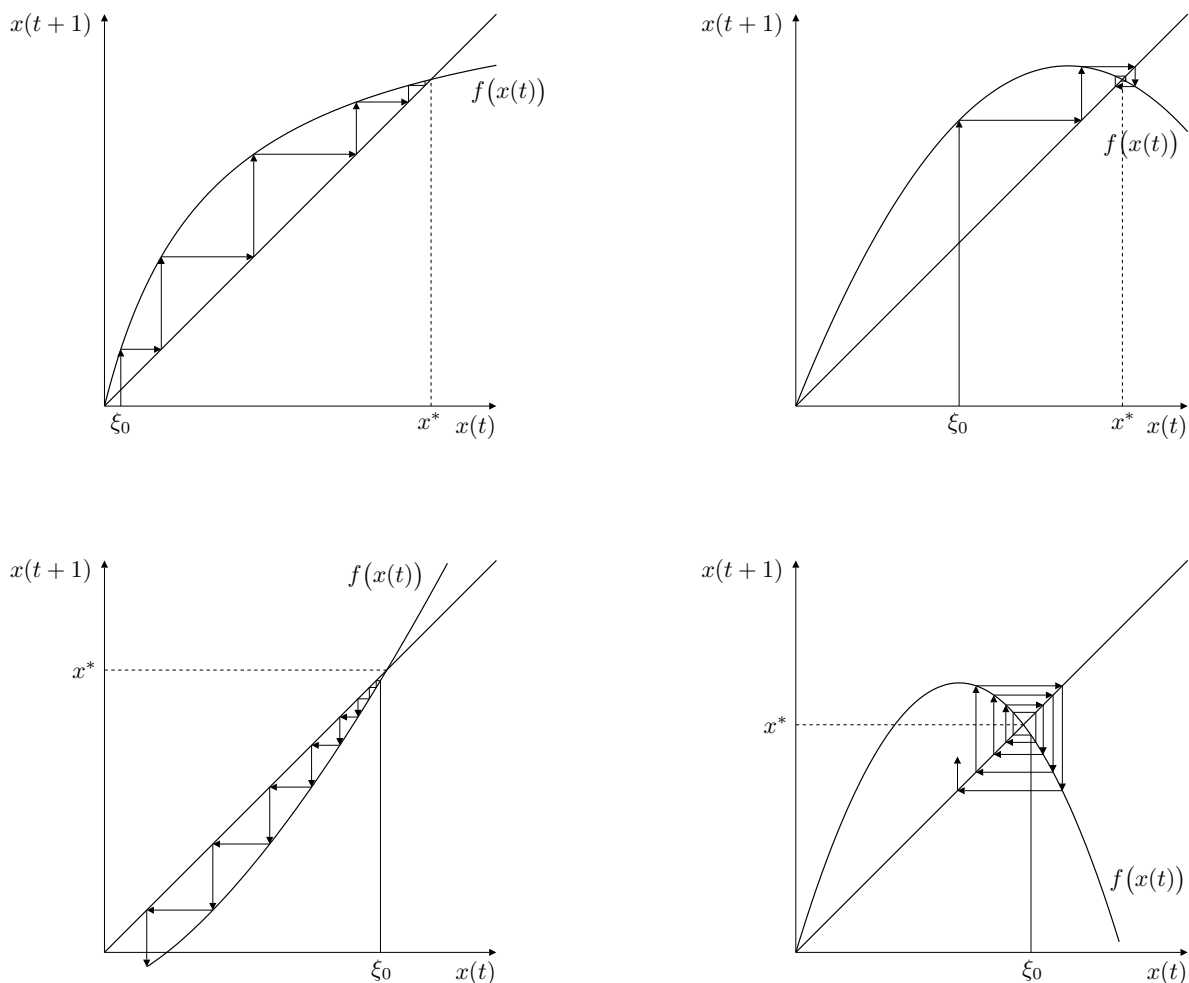 x(t + 1)
f(x(t))
ξ₀
x*
x(t)
x(t + 1)
f(x(t))
ξ₀
x*
x(t)
x(t + 1)
f(x(t))
x*
ξ₀
x(t)
x(t + 1)
x*
f(x(t))
ξ₀
x(t)